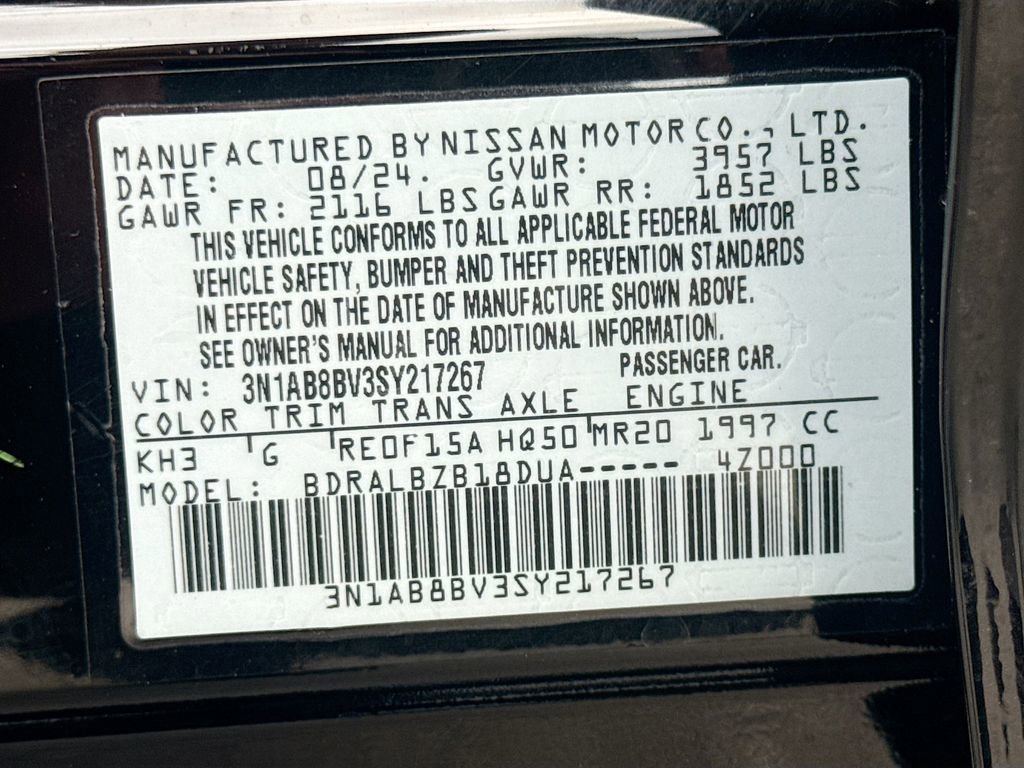 MANUFACTURED BY NISSAN MOTOR CO., LTD.
DATE: 08/24. GVWR: 3957 LBS
GAWR FR: 2116 LBS GAWR RR: 1852 LBS
THIS VEHICLE CONFORMS TO ALL APPLICABLE FEDERAL MOTOR
VEHICLE SAFETY, BUMPER AND THEFT PREVENTION STANDARDS
IN EFFECT ON THE DATE OF MANUFACTURE SHOWN ABOVE.
SEE OWNER'S MANUAL FOR ADDITIONAL INFORMATION.
VIN: 3N1AB8BV3SY217267 PASSENGER CAR.
COLOR TRIM TRANS AXLE ENGINE
KH3 G RE0F15A HQ50 MR20 1997 CC
MODEL: BDRALBZB18DUA----- 4Z000
3N1AB8BV3SY217267